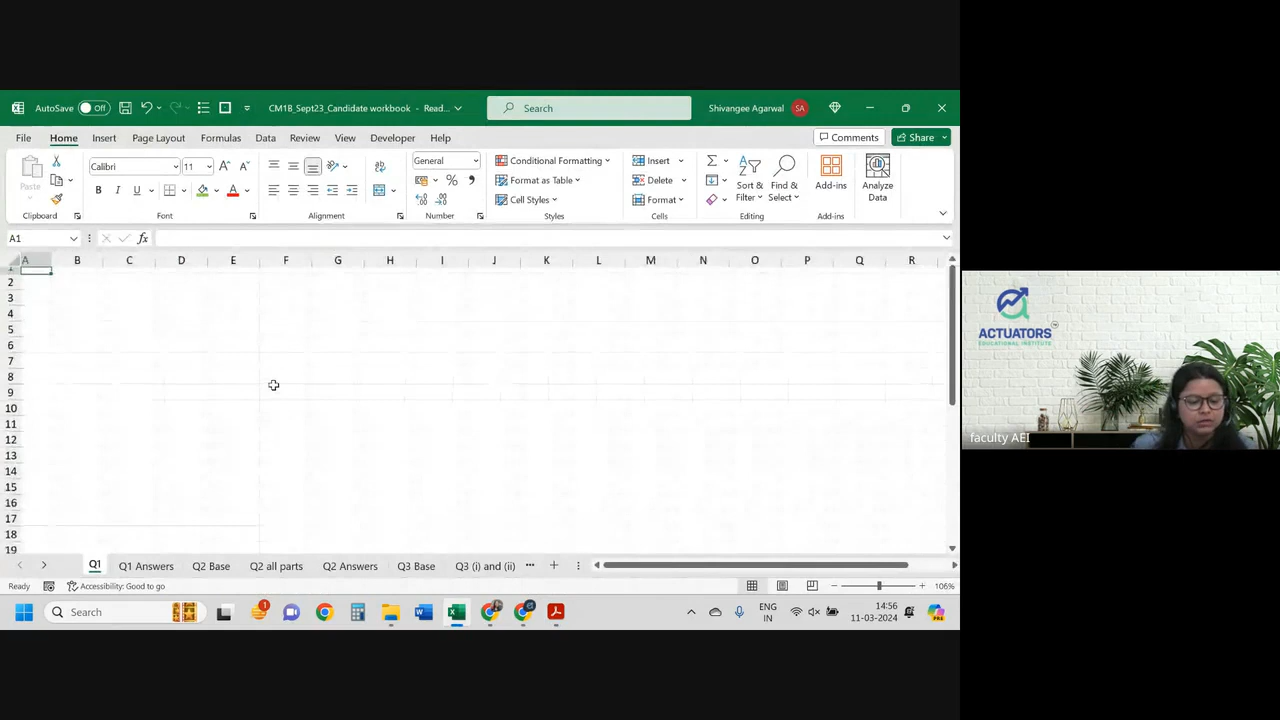 AutoSave Off CM1B_Sept23_Candidate workbook - Read... Search Shivangee Agarwal SA
File Home Insert Page Layout Formulas Data Review View Developer Help Comments Share
Paste Calibri 11 General Conditional Formatting Insert Sort & Filter Find & Select Add-ins Analyze Data
B I U Format as Table Delete
Cell Styles Format
Clipboard Font Alignment Number Styles Cells Editing Add-ins
A1 fx
A B C D E F G H I J K L M N O P Q R
1
2
3
4
5
6
7
8
9
10
11
12
13
14
15
16
17
18
19
Q1 Q1 Answers Q2 Base Q2 all parts Q2 Answers Q3 Base Q3 (i) and (ii)
Ready Accessibility: Good to go 106%
Search 1 ENG IN 14:56 11-03-2024
ACTUATORS
EDUCATIONAL INSTITUTE
faculty AEI